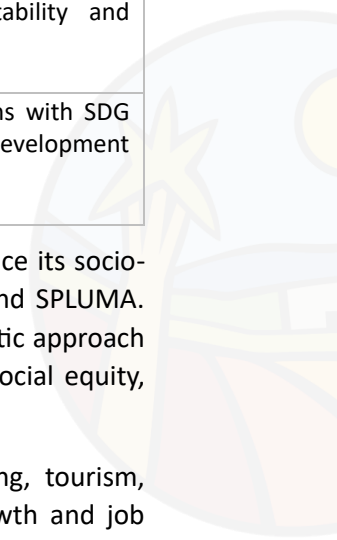 and
ns with SDG
evelopment
ce its socio-
nd SPLUMA.
tic approach
ocial equity,
ng, tourism,
wth and job